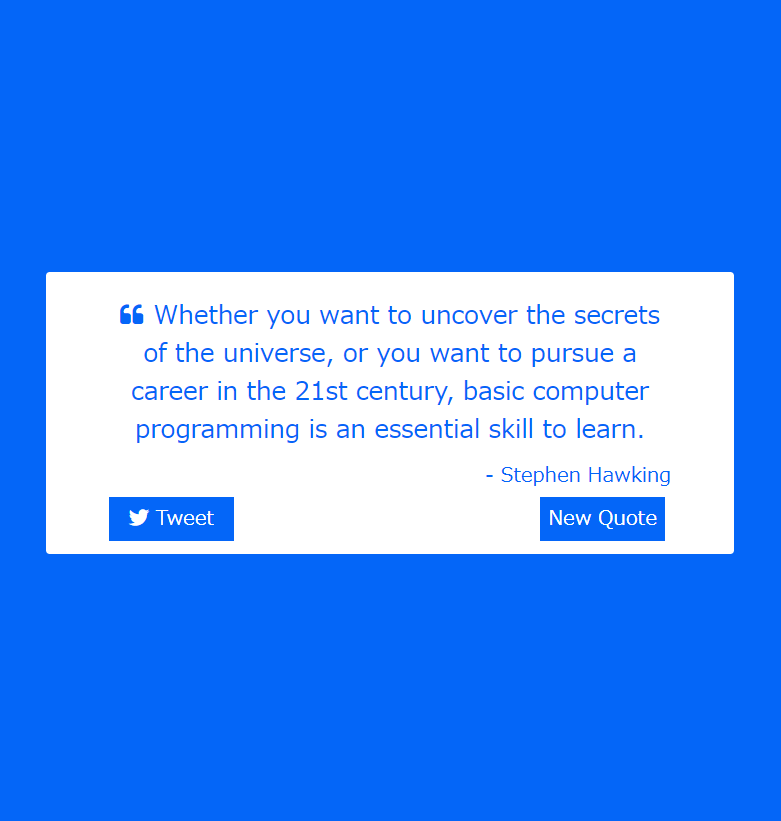 ❝ Whether you want to uncover the secrets
of the universe, or you want to pursue a
career in the 21st century, basic computer
programming is an essential skill to learn.
- Stephen Hawking
Tweet
New Quote